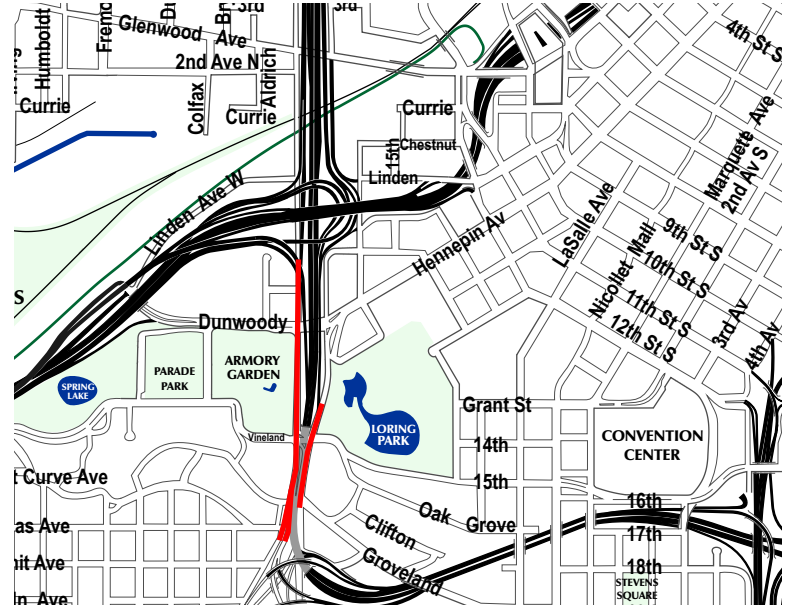 3rd
3rd
Glenwood Ave
4th St S
Humboldt
2nd Ave N
Aldrich
Colfax
Currie
Currie
Currie
15th
Chestnut
Linden
Marquette Ave
2nd Av S
Linden Ave W
Hennepin Av
LaSalle Ave
Nicollet Mall
9th St S
10th St S
11th St S
12th St S
3rd Av
4th Av
S
Dunwoody
SPRING
LAKE
PARADE
PARK
ARMORY
GARDEN
LORING
PARK
Vineland
Grant St
14th
15th
CONVENTION
CENTER
t Curve Ave
as Ave
nit Ave
ln Ave
Oak Grove
Clifton
Groveland
16th
17th
18th
STEVENS
SQUARE